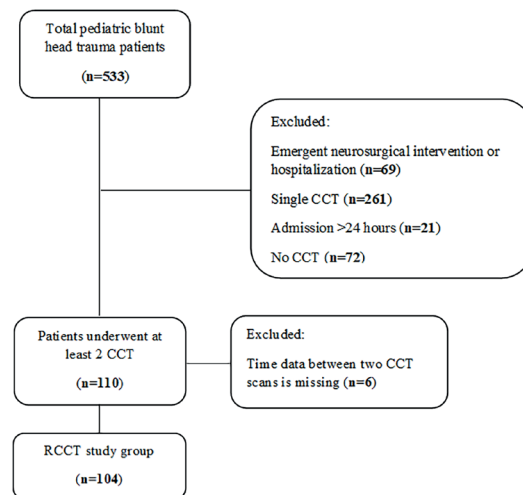 Total pediatric blunt
head trauma patients
(n=533)
Excluded:
Emergent neurosurgical intervention or
hospitalization (n=69)
Single CCT (n=261)
Admission >24 hours (n=21)
No CCT (n=72)
Patients underwent at
least 2 CCT
(n=110)
Excluded:
Time data between two CCT
scans is missing (n=6)
RCCT study group
(n=104)